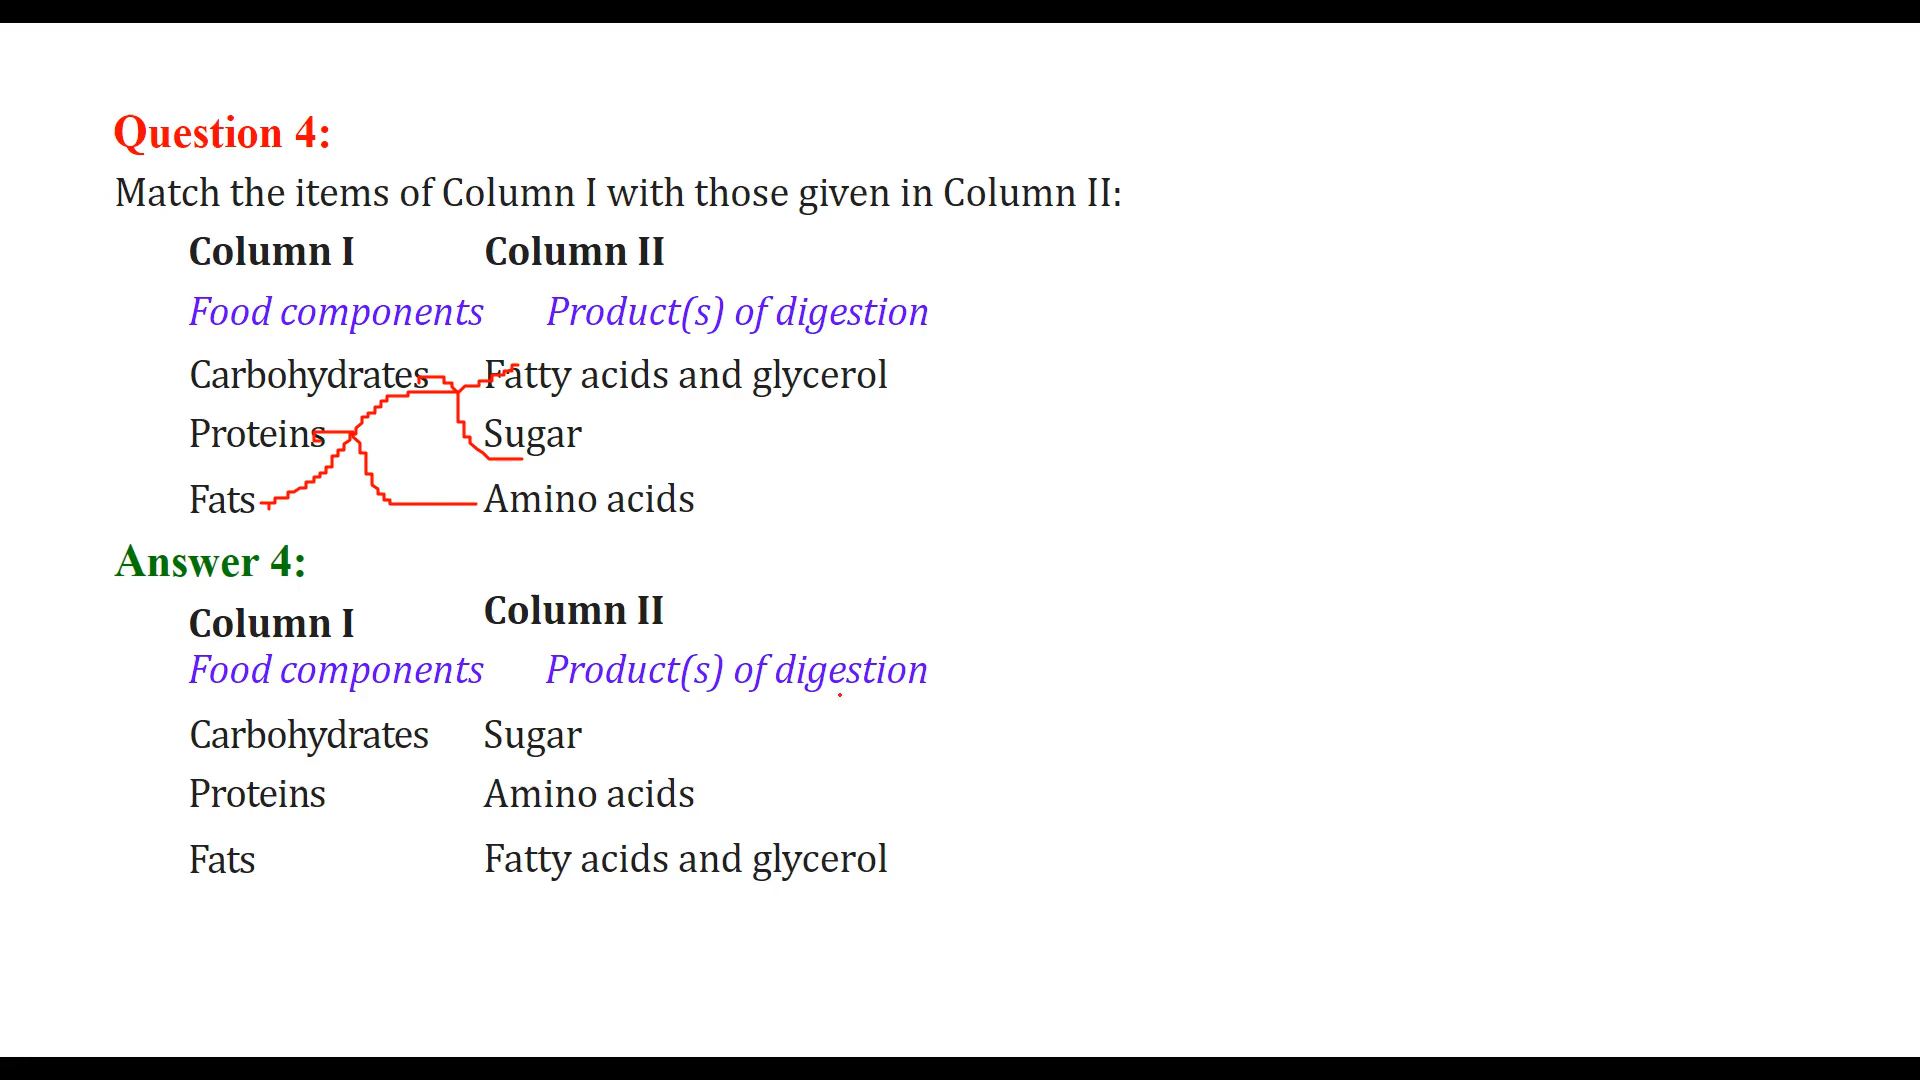 Question 4:
Match the items of Column I with those given in Column II:
Column I Column II
Food components Product(s) of digestion
Carbohydrates Fatty acids and glycerol
Proteins Sugar
Fats Amino acids
Answer 4:
Column I Column II
Food components Product(s) of digestion
Carbohydrates Sugar
Proteins Amino acids
Fats Fatty acids and glycerol